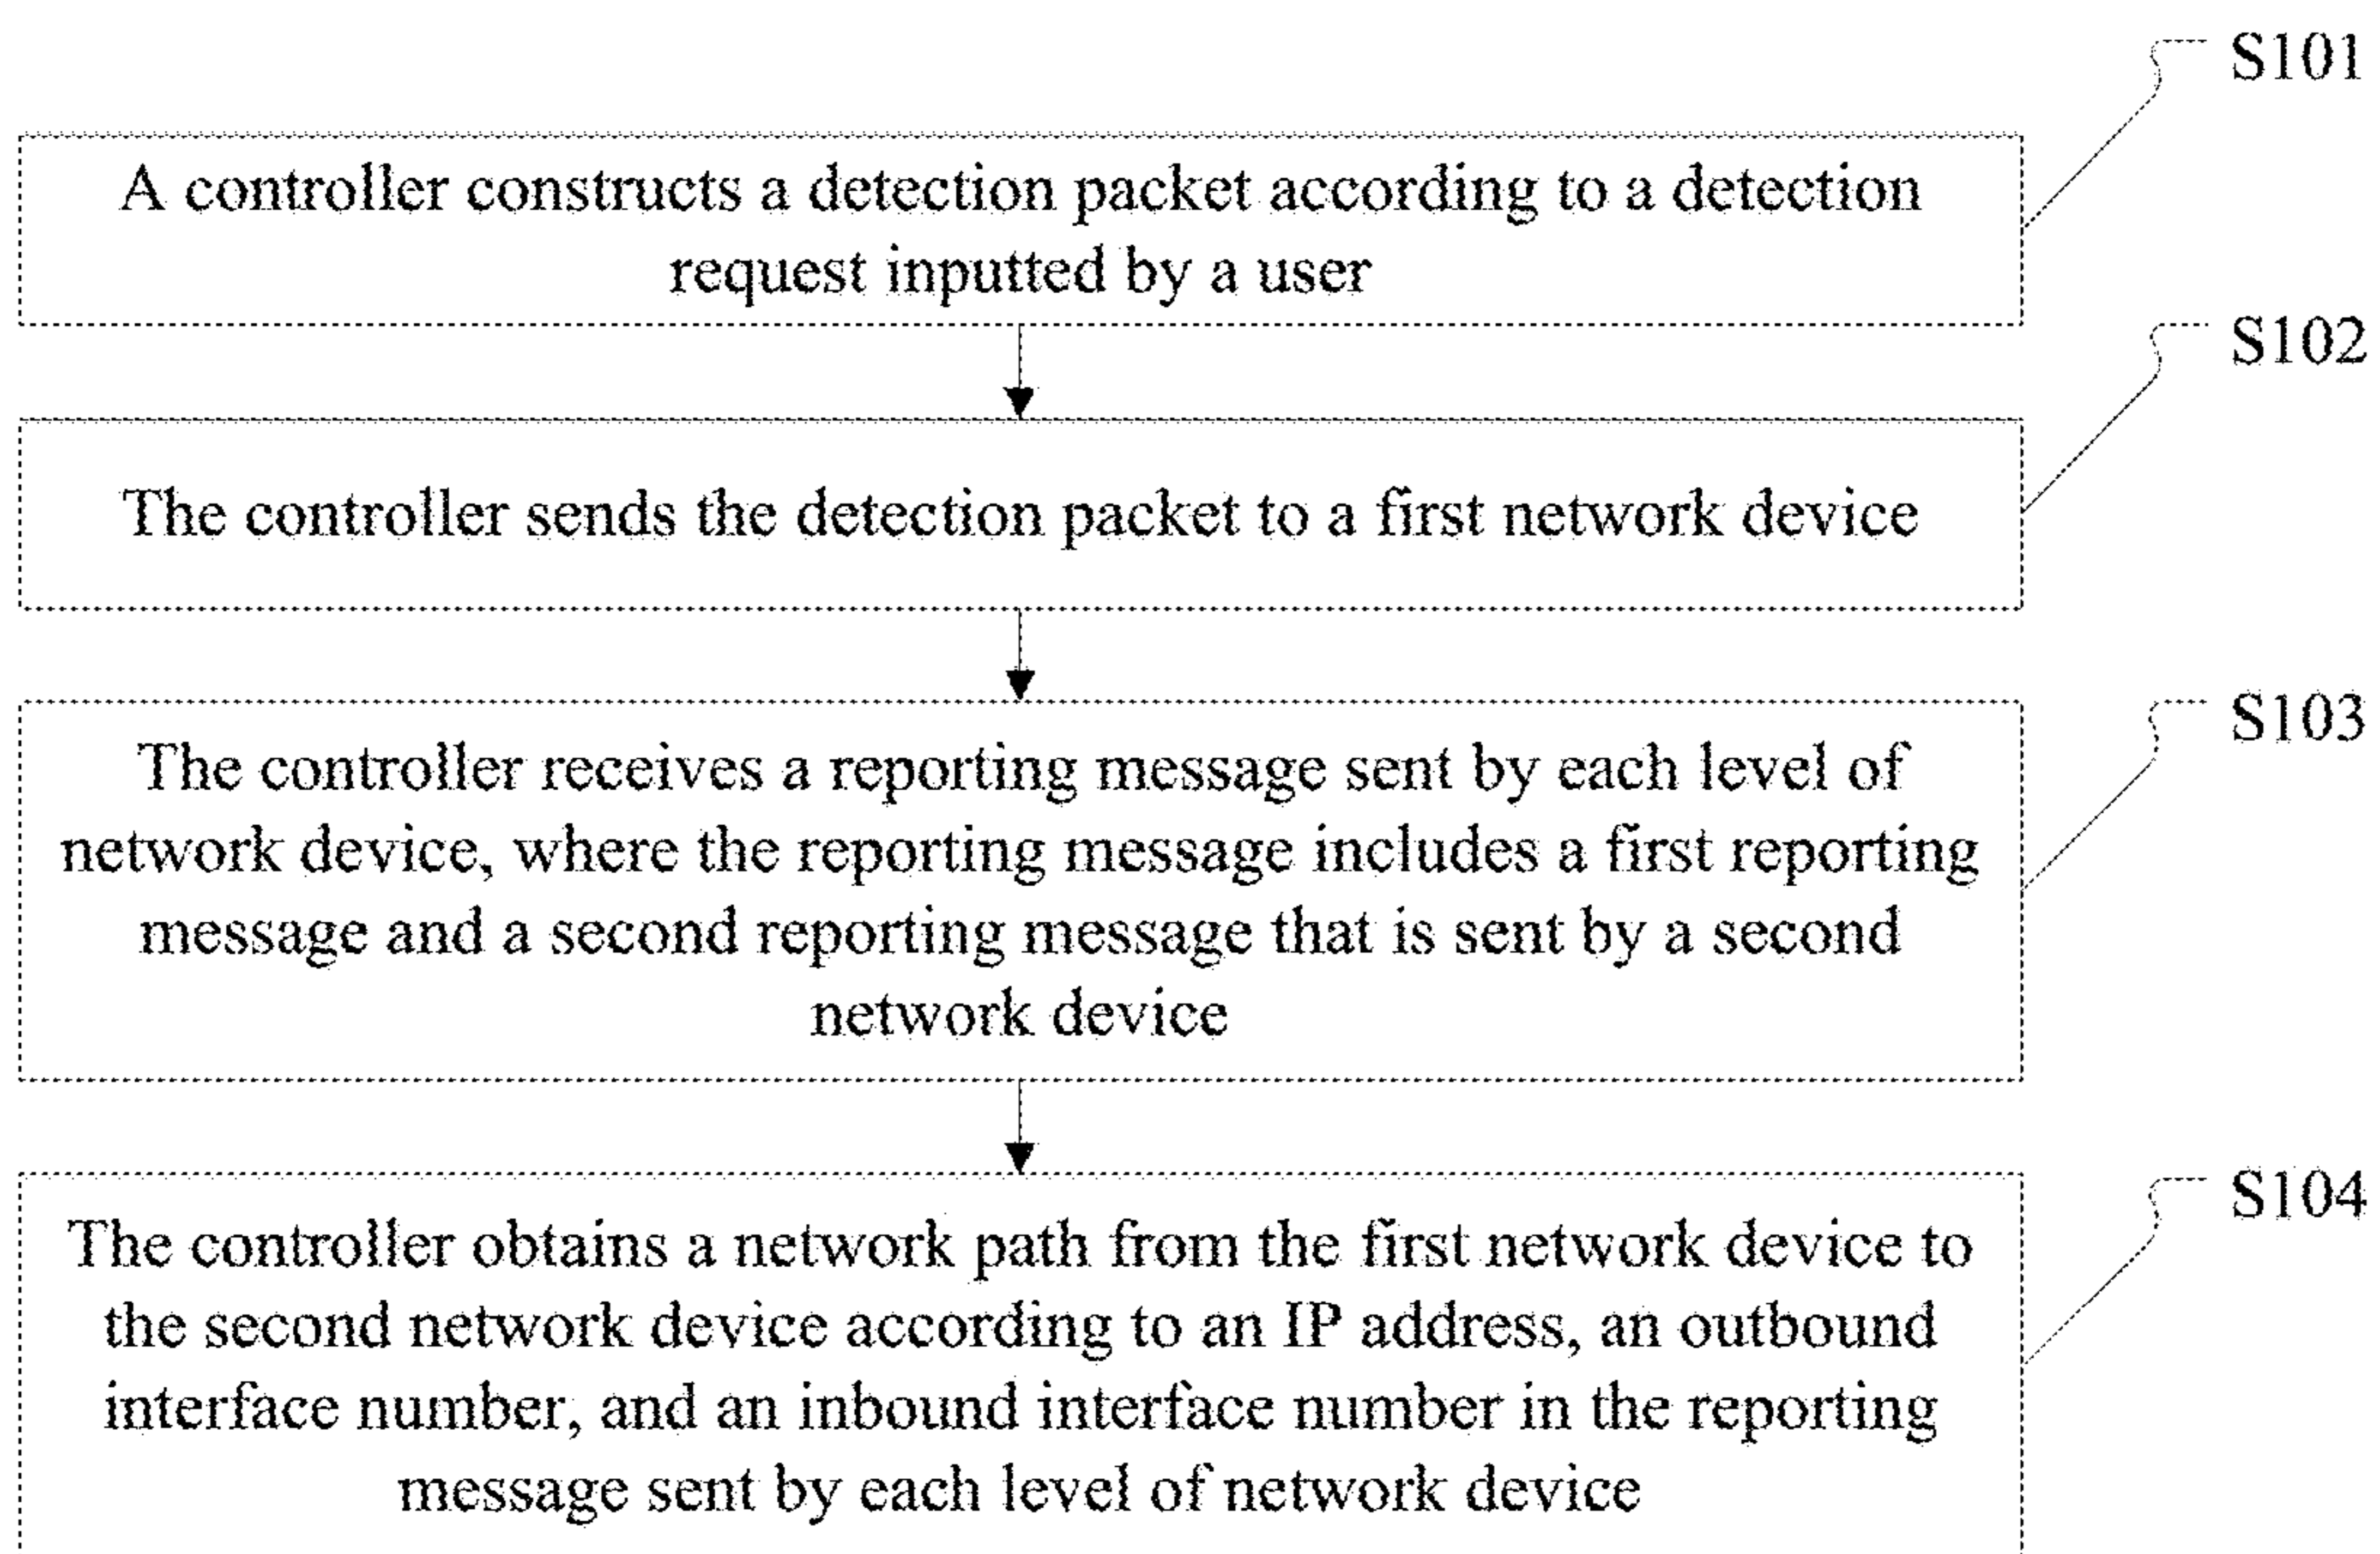 S101
A controller constructs a detection packet according to a detection
request inputted by a user
S102
The controller sends the detection packet to a first network device
S103
The controller receives a reporting message sent by each level of
network device, where the reporting message includes a first reporting
message and a second reporting message that is sent by a second
network device
S104
The controller obtains a network path from the first network device to
the second network device according to an IP address, an outbound
interface number, and an inbound interface number in the reporting
message sent by each level of network device